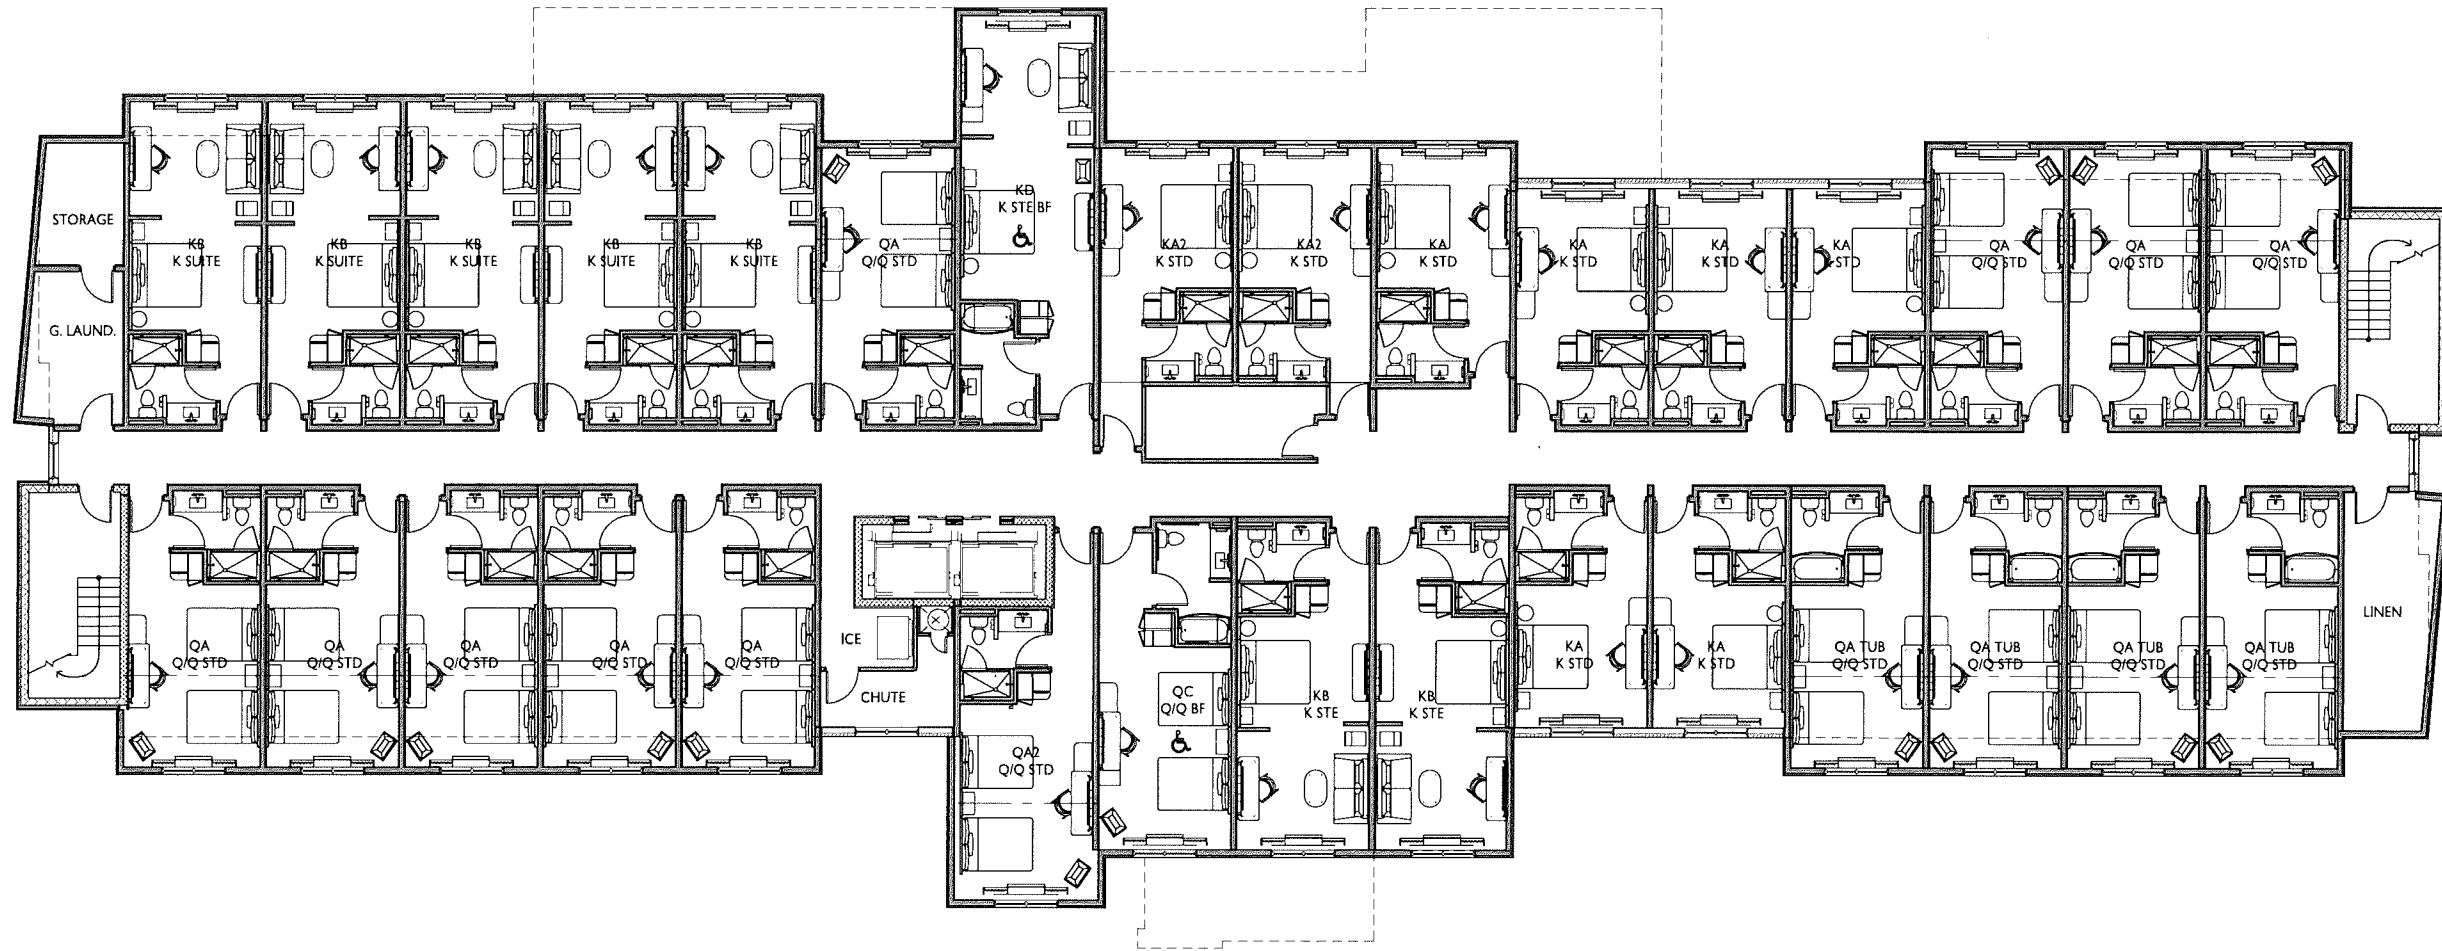 STORAGE
G. LAUND.
KB
K SUITE
KB
K SUITE
KB
K SUITE
KB
K SUITE
KB
K SUITE
QA
Q/Q STD
KD
K STE BF
KA2
K STD
KA2
K STD
KA
K STD
KA
K STD
KA
K STD
KA
K STD
QA
Q/Q STD
QA
Q/Q STD
QA
Q/Q STD
QA
Q/Q STD
QA
Q/Q STD
QA
Q/Q STD
QA
Q/Q STD
QA
Q/Q STD
ICE
CHUTE
QA2
Q/Q STD
QC
Q/Q BF
KB
K STE
KB
K STE
KA
K STD
KA
K STD
QA TUB
Q/Q STD
QA TUB
Q/Q STD
QA TUB
Q/Q STD
QA TUB
Q/Q STD
LINEN